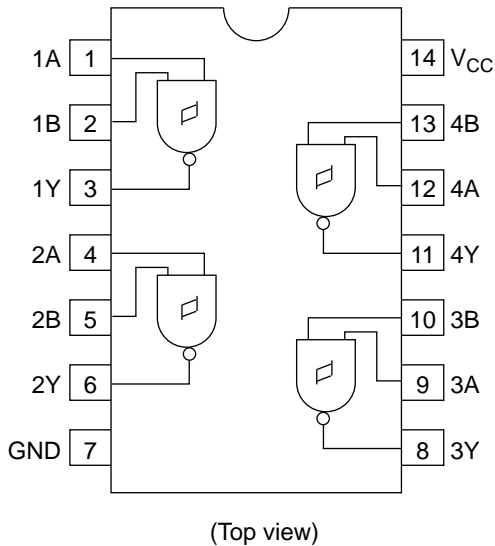 1A 1 14 VCC
1B 2 13 4B
1Y 3 12 4A
2A 4 11 4Y
2B 5 10 3B
2Y 6 9 3A
GND 7 8 3Y
(Top view)